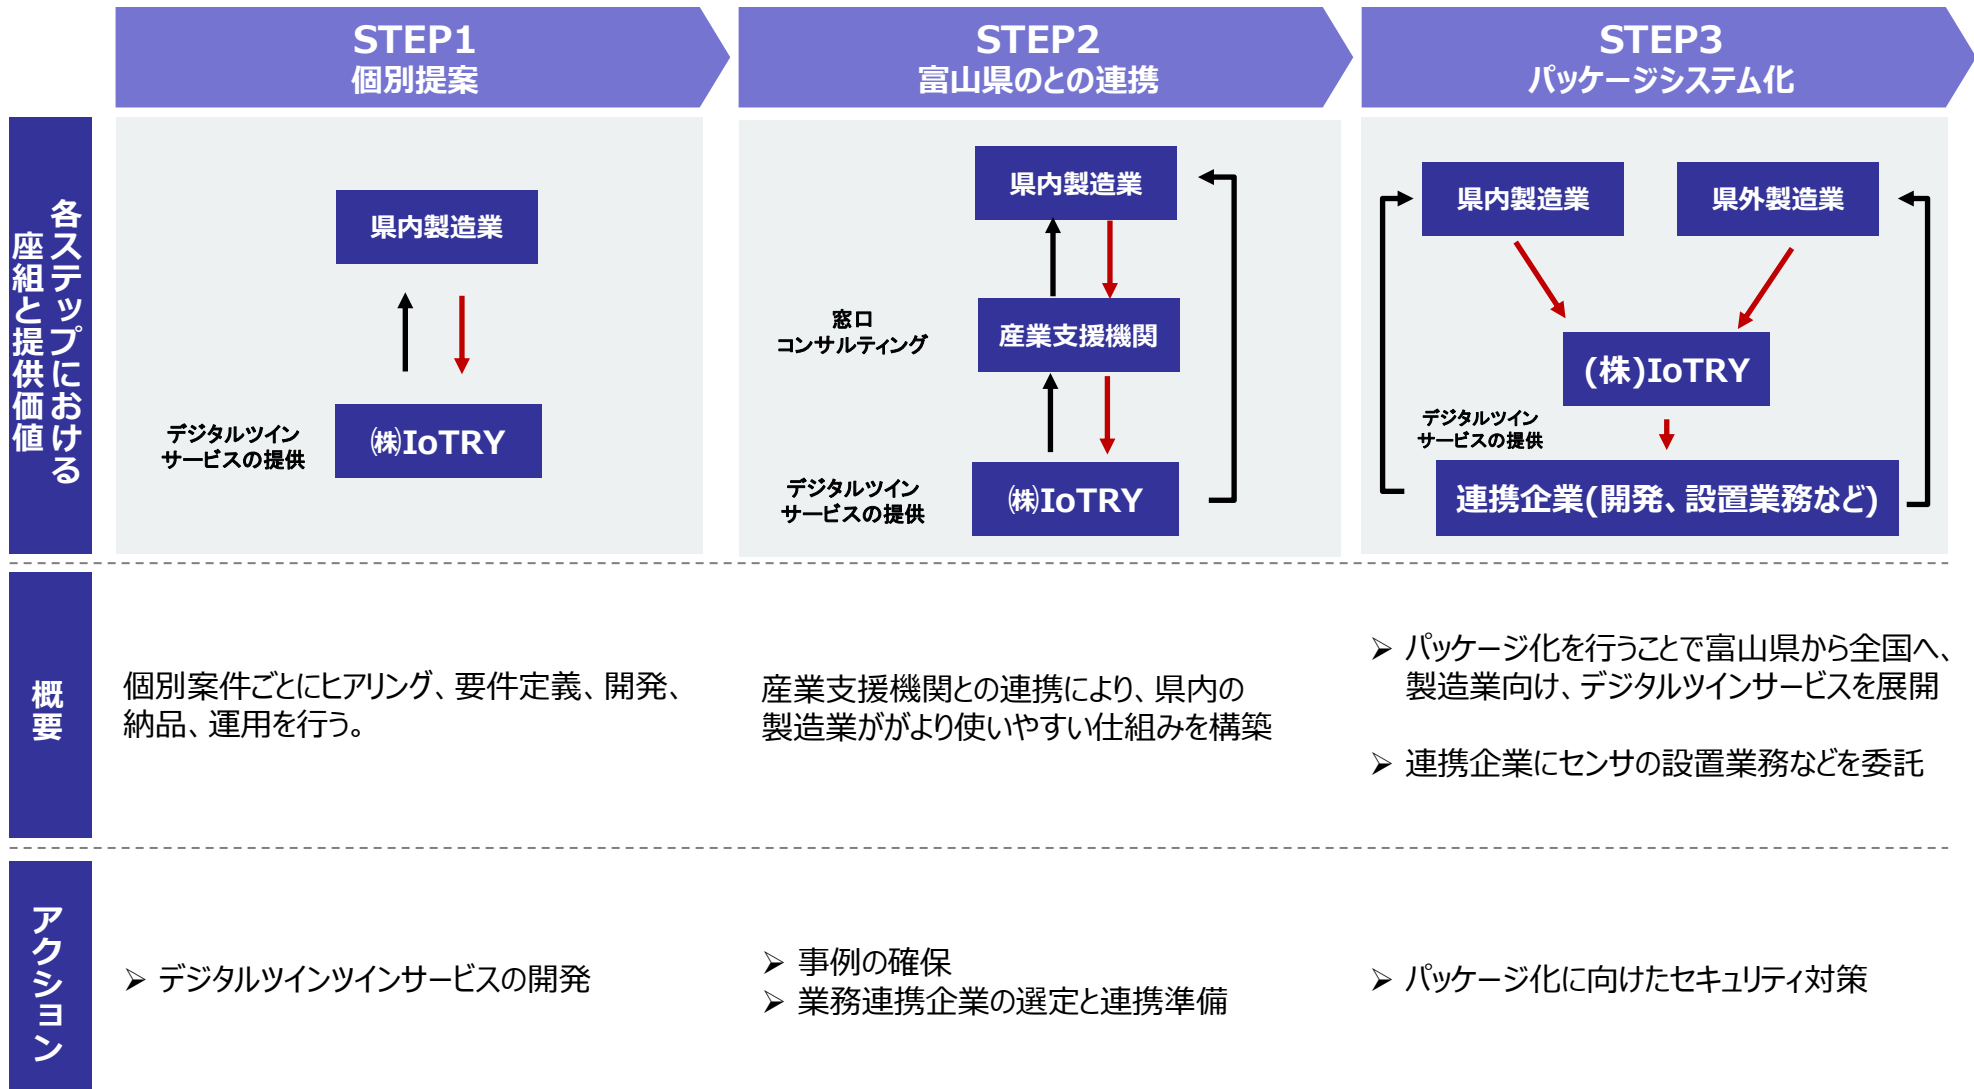 STEP1
個別提案
STEP2
富山県のとの連携
STEP3
パッケージシステム化
各ステップにおける
座組と提供価値
県内製造業
デジタルツイン
サービスの提供
㈱IoTRY
県内製造業
窓口
コンサルティング
産業支援機関
デジタルツイン
サービスの提供
㈱IoTRY
県内製造業
県外製造業
(株)IoTRY
デジタルツイン
サービスの提供
連携企業(開発、設置業務など)
概要
個別案件ごとにヒアリング、要件定義、開発、
納品、運用を行う。
産業支援機関との連携により、県内の
製造業ががより使いやすい仕組みを構築
➢ パッケージ化を行うことで富山県から全国へ、
製造業向け、デジタルツインサービスを展開
➢ 連携企業にセンサの設置業務などを委託
アクション
➢ デジタルツインツインサービスの開発
➢ 事例の確保
➢ 業務連携企業の選定と連携準備
➢ パッケージ化に向けたセキュリティ対策